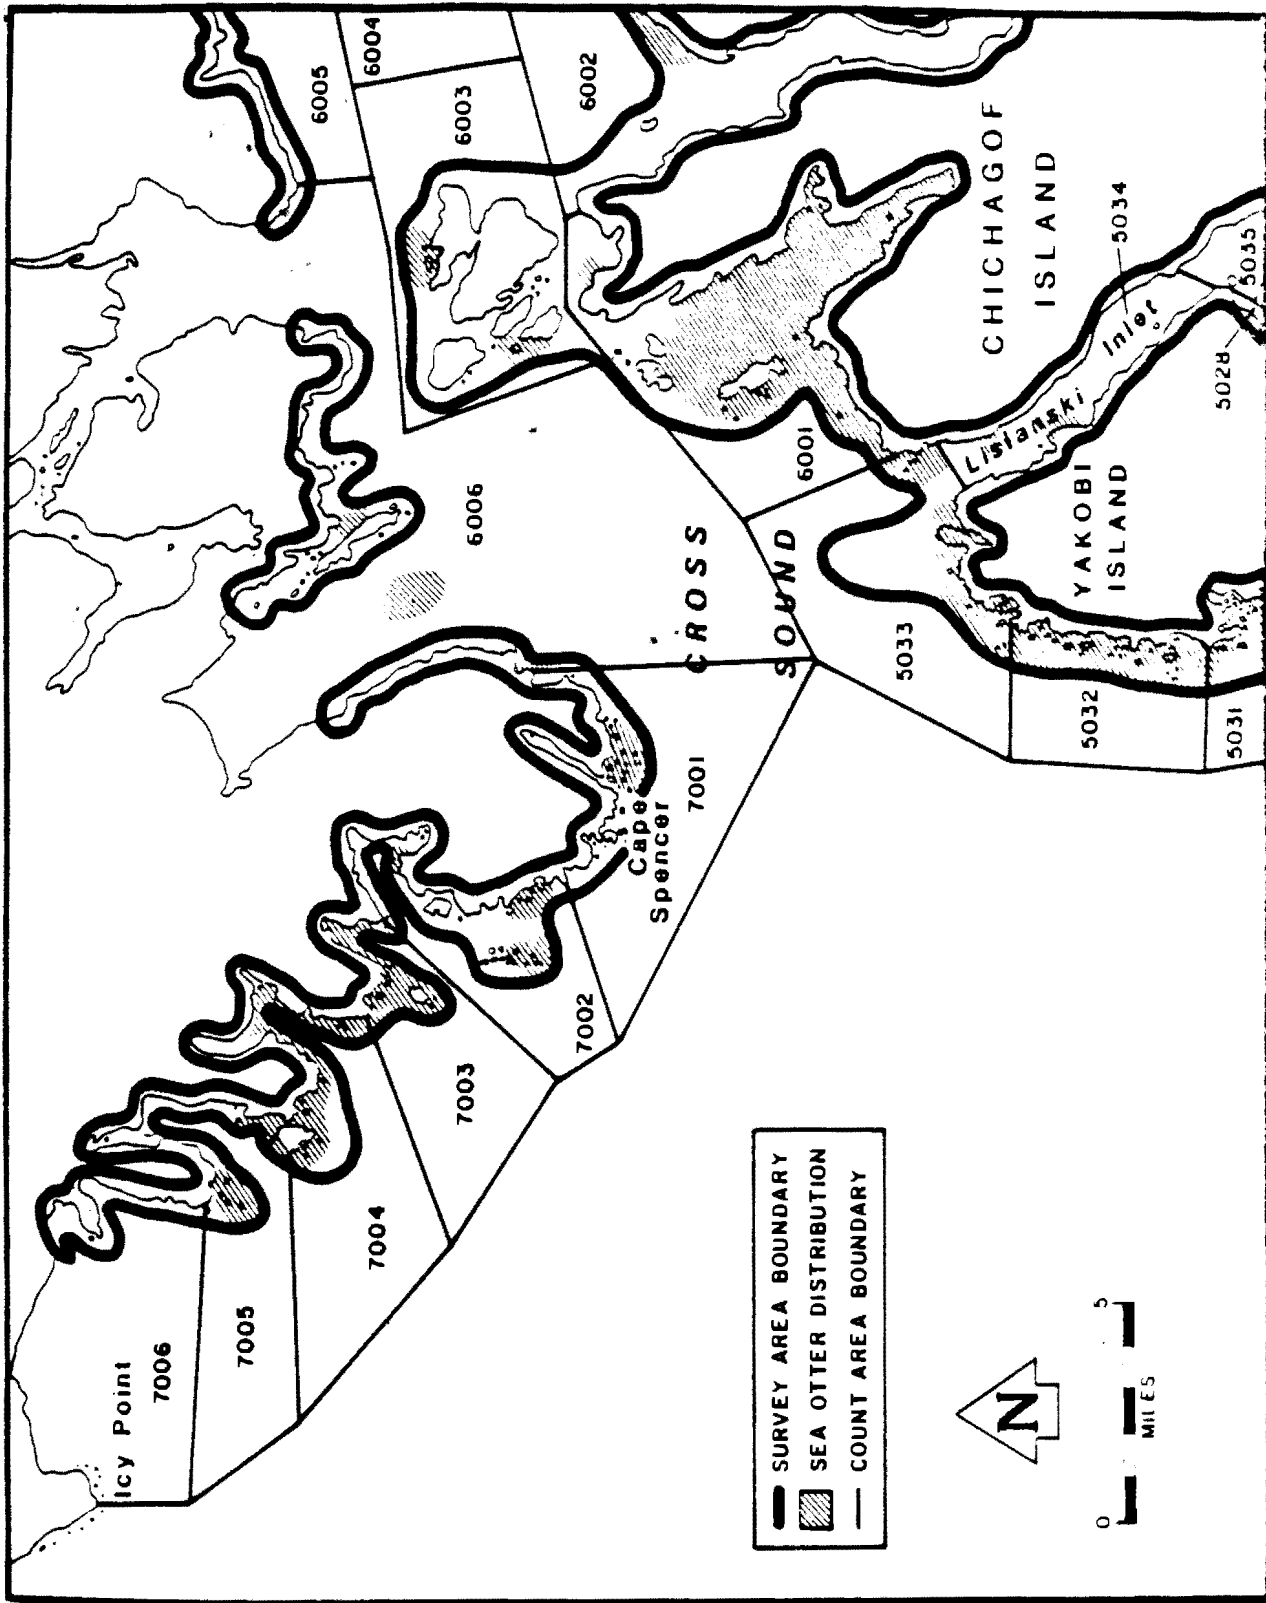 Icy Point
7006
7005
7004
7003
7002
7001
Cape
Spencer
6006
6005
6004
6003
6002
6001
CROSS
SOUND
CHICHAGOF
ISLAND
Lisianski Inlet
YAKOBI
ISLAND
5034
5035
5028
5033
5032
5031
SURVEY AREA BOUNDARY
SEA OTTER DISTRIBUTION
COUNT AREA BOUNDARY
N
0 5
MILES